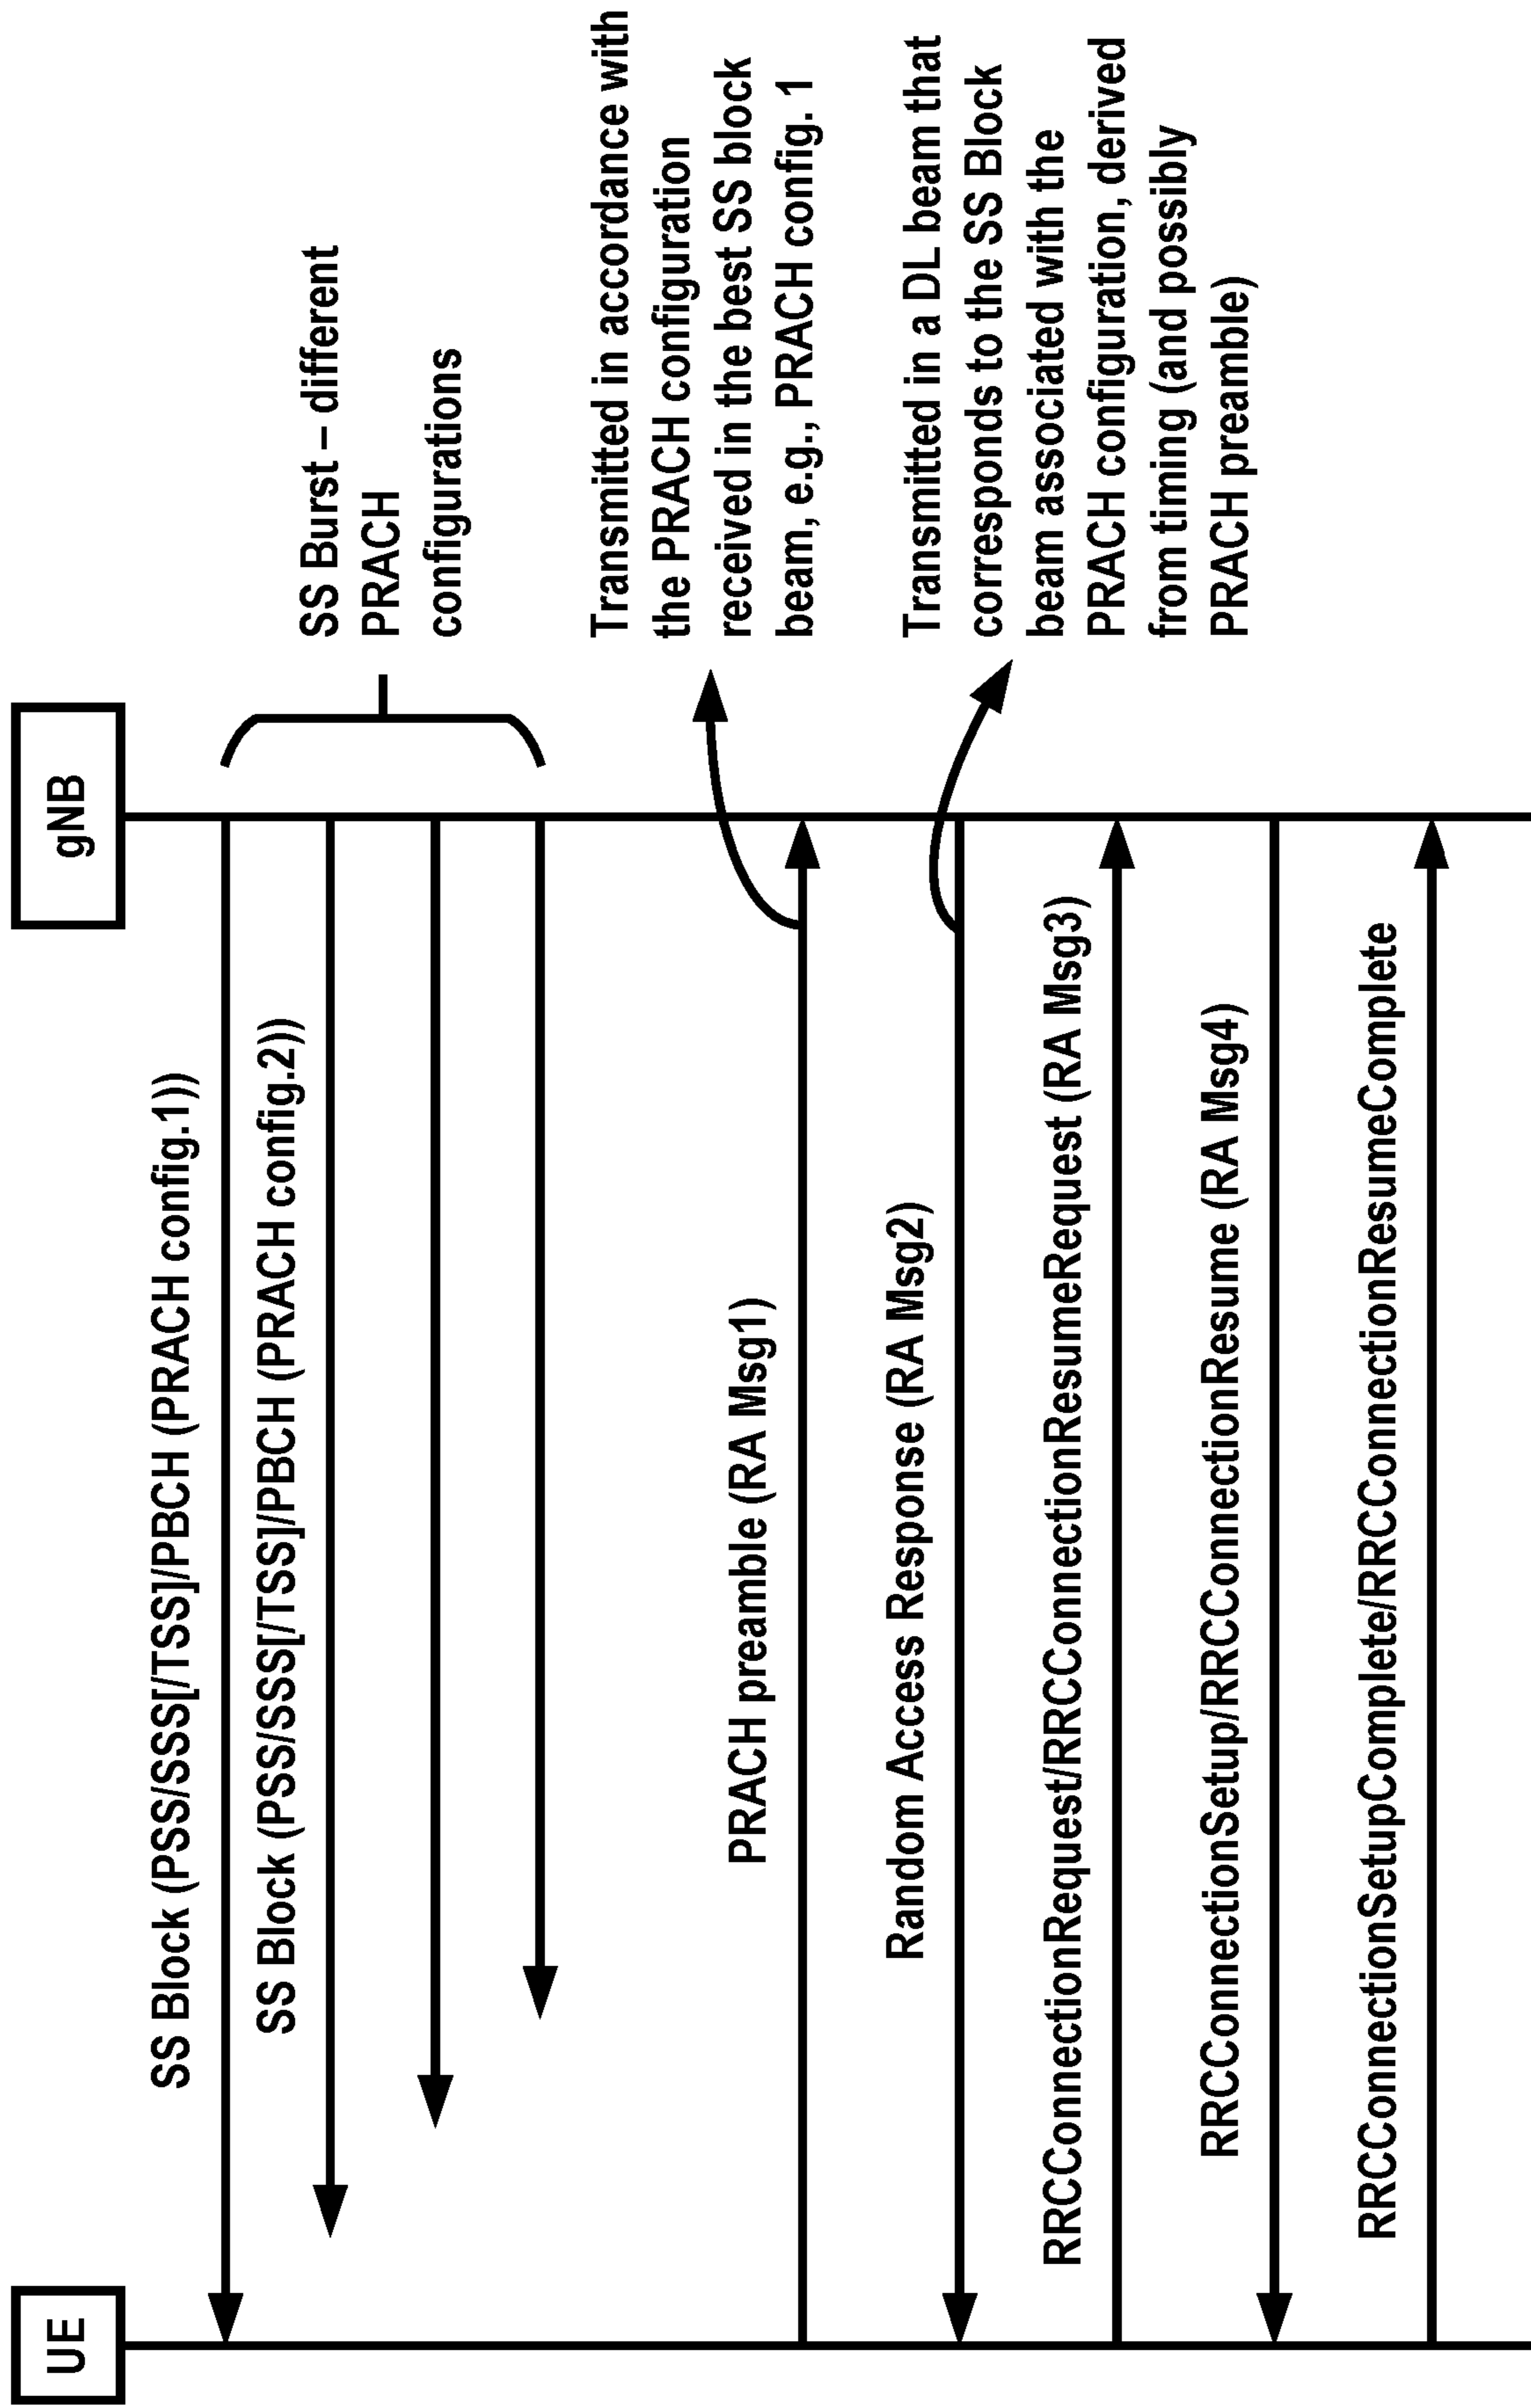 UE
gNB
SS Block (PSS/SSS[/TSS]/PBCH (PRACH config.1))
SS Block (PSS/SSS[/TSS]/PBCH (PRACH config.2))
SS Burst – different
PRACH
configurations
PRACH preamble (RA Msg1)
Transmitted in accordance with
the PRACH configuration
received in the best SS block
beam, e.g., PRACH config. 1
Random Access Response (RA Msg2)
Transmitted in a DL beam that
corresponds to the SS Block
beam associated with the
PRACH configuration, derived
from timing (and possibly
PRACH preamble)
RRCConnectionRequest/RRCConnectionResumeRequest (RA Msg3)
RRCConnectionSetup/RRCConnectionResume (RA Msg4)
RRCConnectionSetupComplete/RRCConnectionResumeComplete